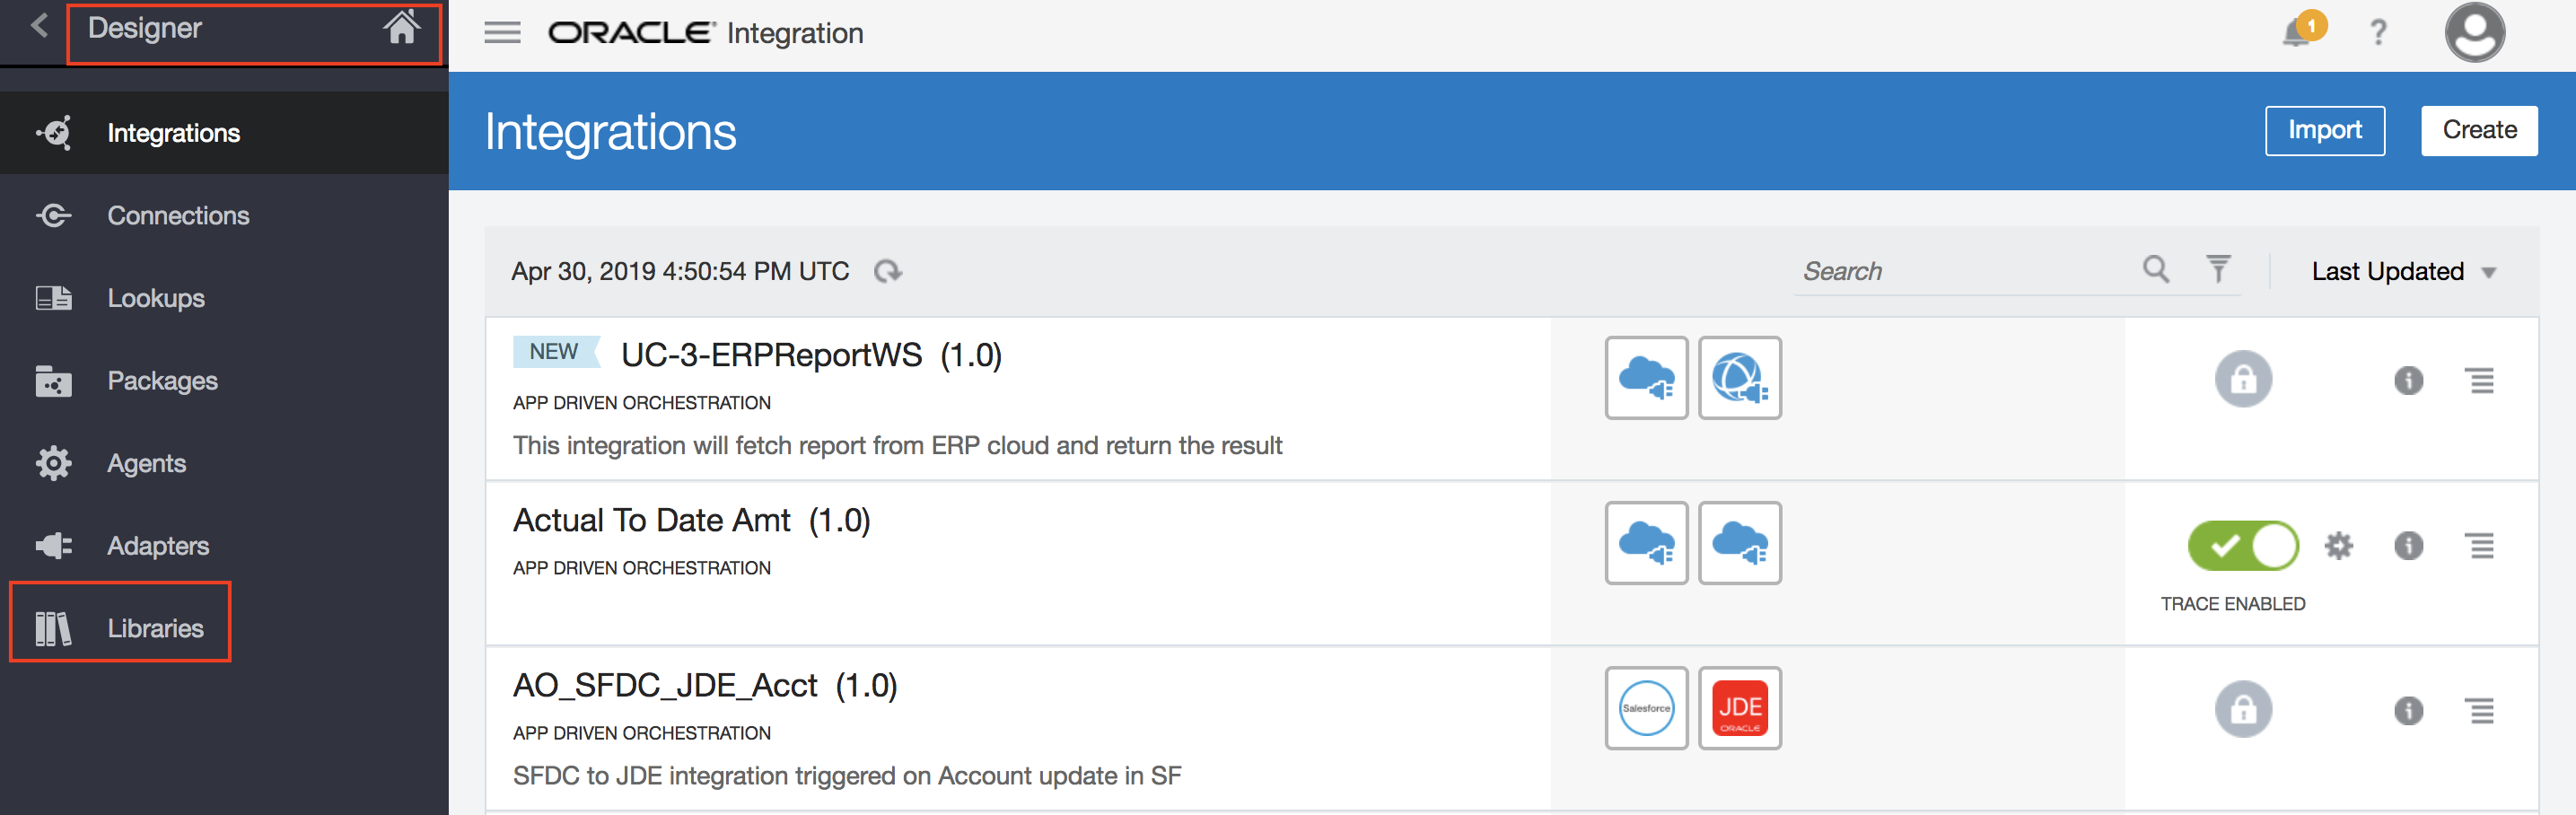 Designer
ORACLE Integration
1
?
Integrations
Connections
Lookups
Packages
Agents
Adapters
Libraries
Integrations
Import
Create
Apr 30, 2019 4:50:54 PM UTC
Search
Last Updated
NEW UC-3-ERPReportWS (1.0)
APP DRIVEN ORCHESTRATION
This integration will fetch report from ERP cloud and return the result
Actual To Date Amt (1.0)
APP DRIVEN ORCHESTRATION
TRACE ENABLED
AO_SFDC_JDE_Acct (1.0)
APP DRIVEN ORCHESTRATION
SFDC to JDE integration triggered on Account update in SF
Salesforce
JDE
ORACLE